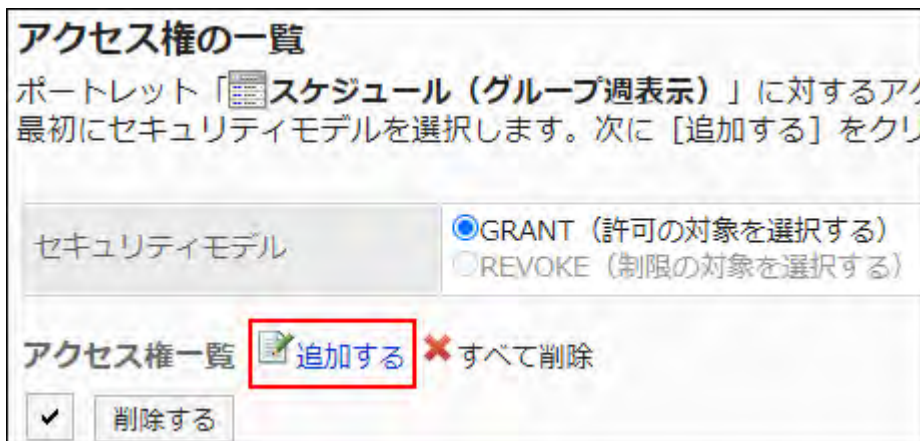 アクセス権の一覧
ポートレット「スケジュール（グループ週表示）」に対するア
最初にセキュリティモデルを選択します。次に［追加する］をク
セキュリティモデル
GRANT（許可の対象を選択する）
REVOKE（制限の対象を選択する）
アクセス権一覧 追加する すべて削除
削除する